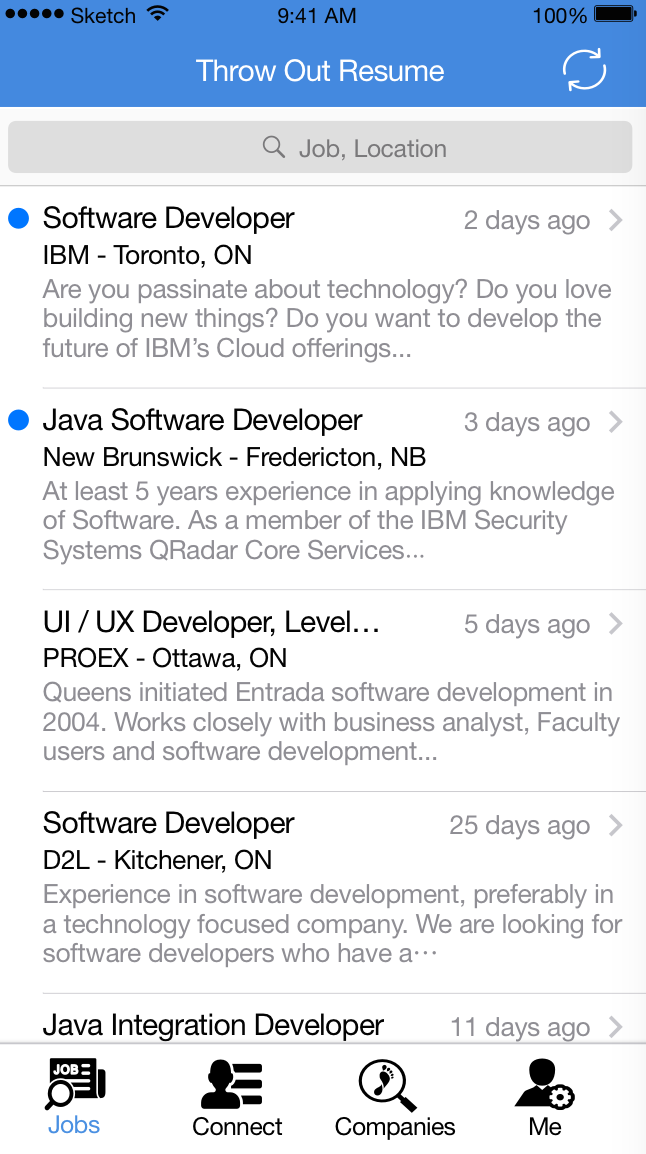 Sketch 9:41 AM 100%
Throw Out Resume
Job, Location
Software Developer 2 days ago
IBM - Toronto, ON
Are you passinate about technology? Do you love
building new things? Do you want to develop the
future of IBM’s Cloud offerings...
Java Software Developer 3 days ago
New Brunswick - Fredericton, NB
At least 5 years experience in applying knowledge
of Software. As a member of the IBM Security
Systems QRadar Core Services...
UI / UX Developer, Level… 5 days ago
PROEX - Ottawa, ON
Queens initiated Entrada software development in
2004. Works closely with business analyst, Faculty
users and software development...
Software Developer 25 days ago
D2L - Kitchener, ON
Experience in software development, preferably in
a technology focused company. We are looking for
software developers who have a⋯
Java Integration Developer 11 days ago
JOB
Jobs Connect Companies Me